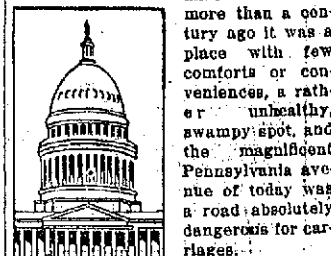 more than a cen-
tury ago it was a
place with few
comforts or con-
veniences, a rath-
er unhealthy,
swampy spot, and
the magnificent
Pennsylvania ave-
nue of today was
a road absolutely
dangerous for car-
riages.